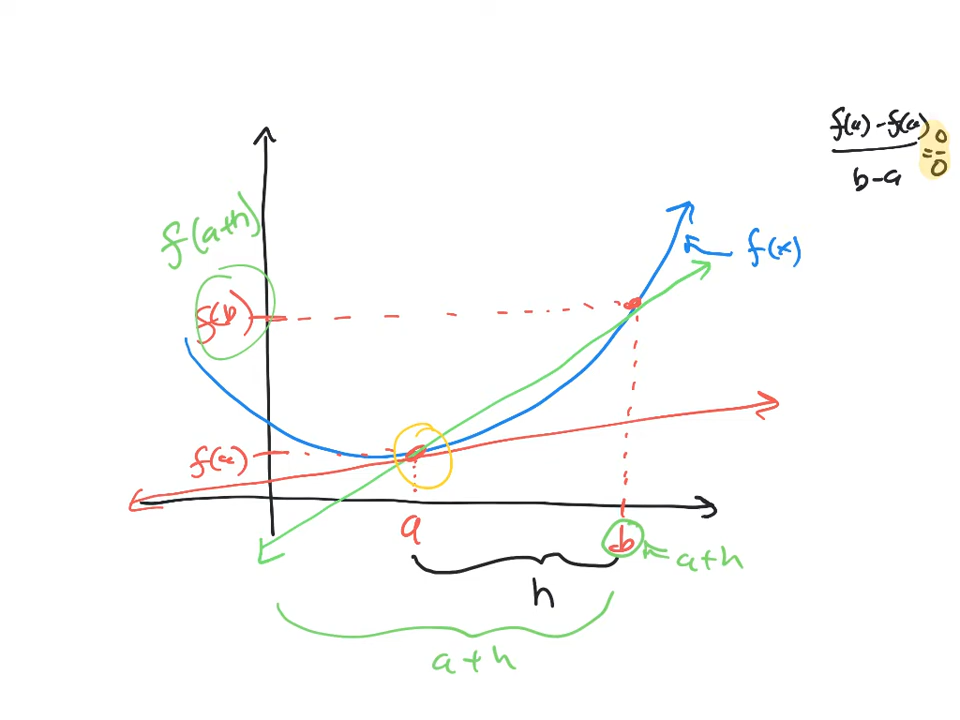 f(a) - f(a)
b - a
= 0
0
f(a+h)
f(x)
f(b)
f(a)
a
b
a+h
h
a+h